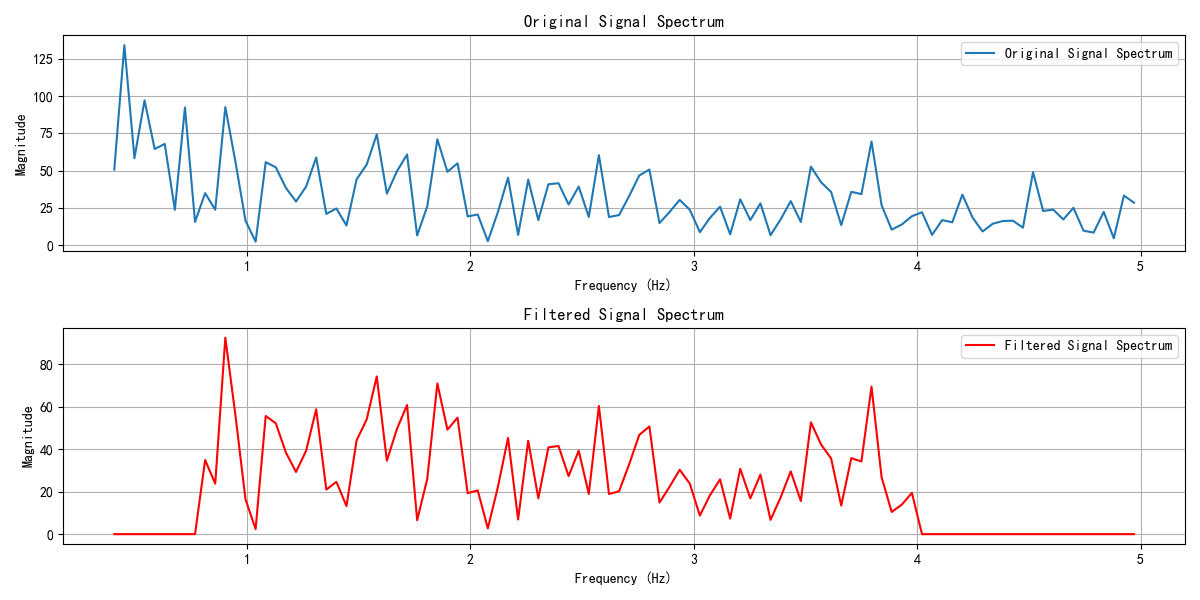 Original Signal Spectrum
Original Signal Spectrum
Magnitude
125
100
75
50
25
0
1 2 3 4 5
Frequency (Hz)
Filtered Signal Spectrum
Filtered Signal Spectrum
Magnitude
80
60
40
20
0
1 2 3 4 5
Frequency (Hz)